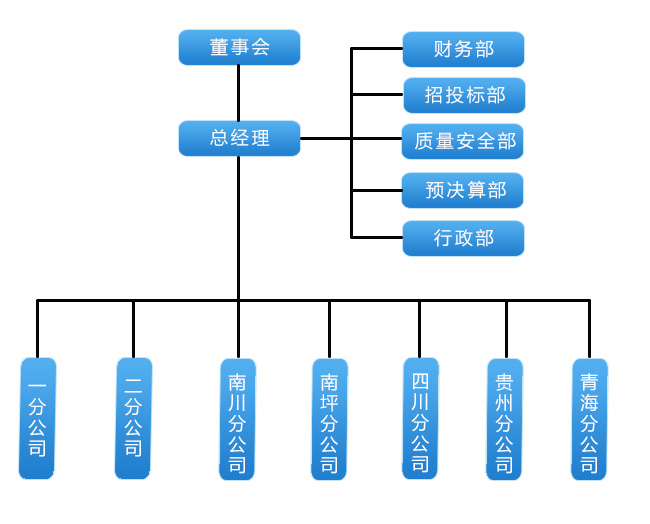 董事会
总经理
财务部
招投标部
质量安全部
预决算部
行政部
一分公司
二分公司
南川分公司
南坪分公司
四川分公司
贵州分公司
青海分公司